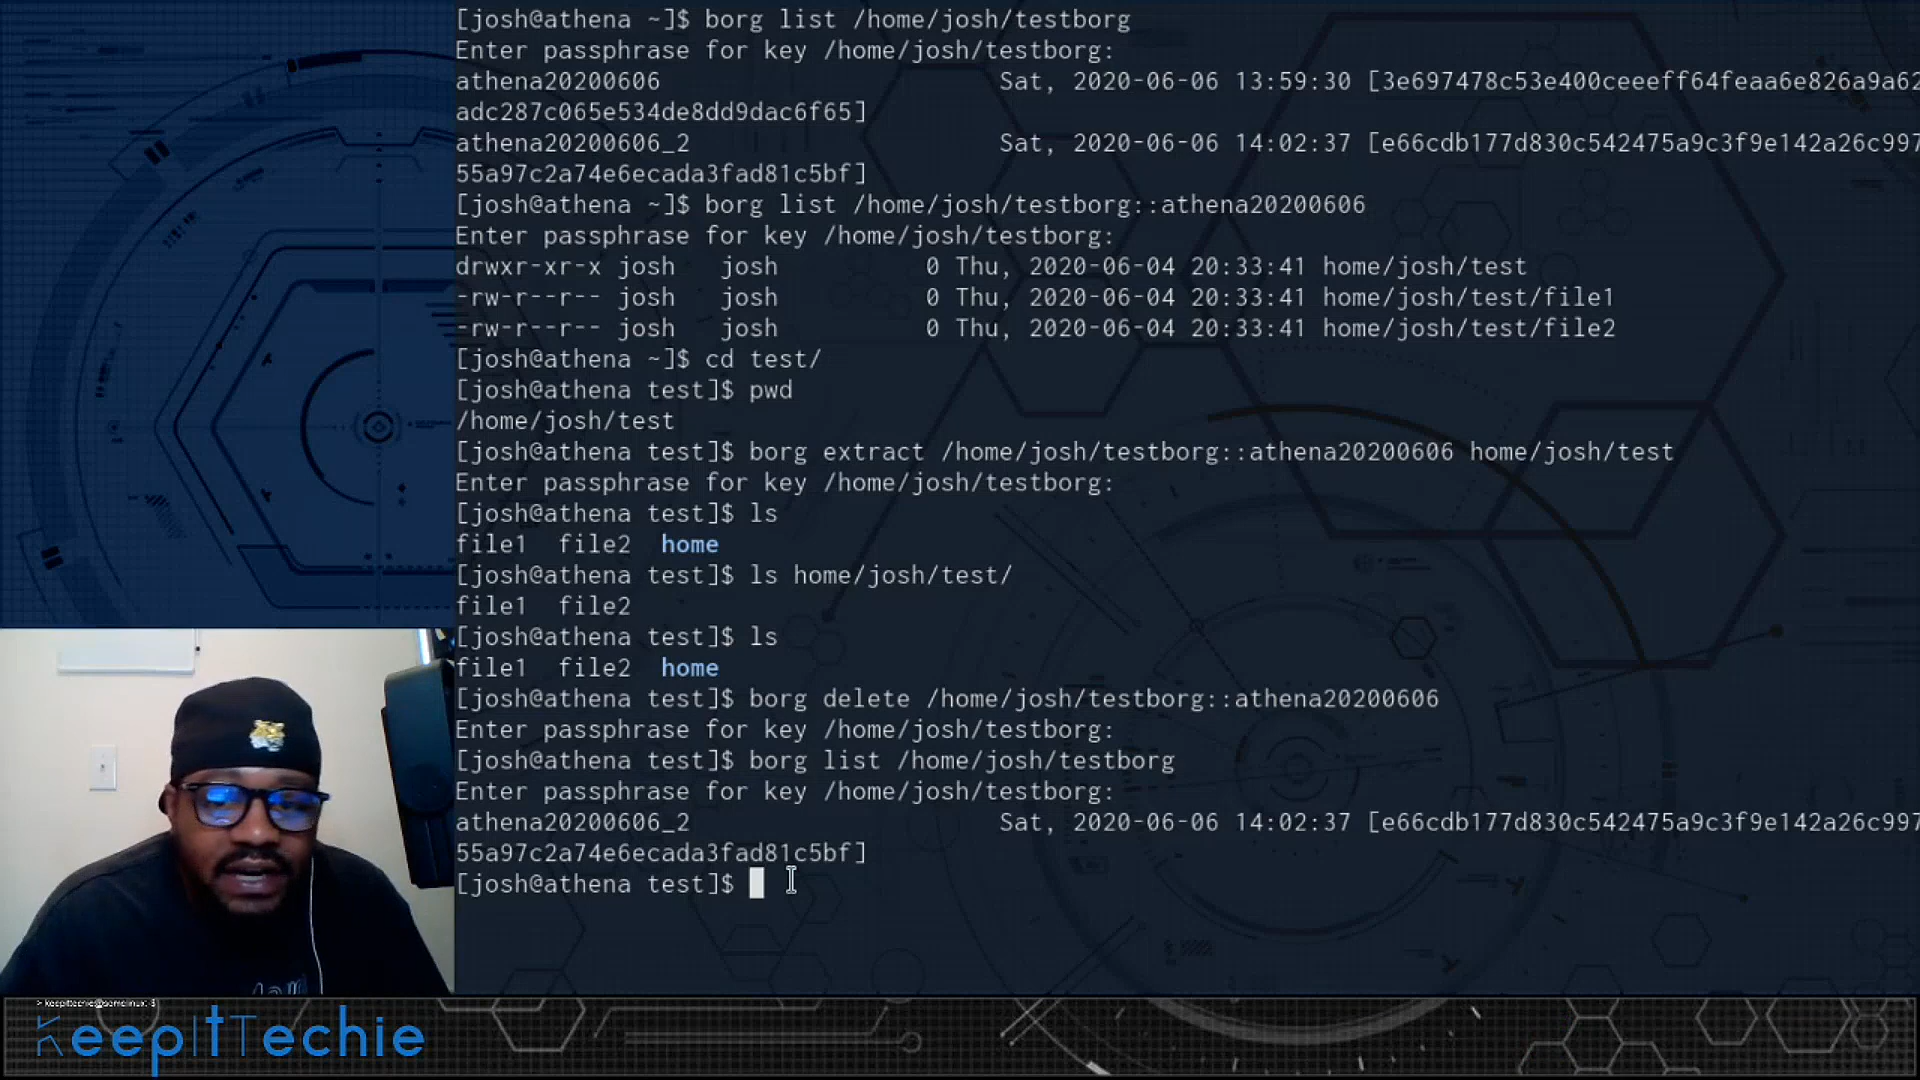 [josh@athena ~]$ borg list /home/josh/testborg
Enter passphrase for key /home/josh/testborg:
athena20200606                       Sat, 2020-06-06 13:59:30 [3e697478c53e400ceeeff64feaa6e826a9a62
adc287c065e534de8dd9dac6f65]
athena20200606_2                     Sat, 2020-06-06 14:02:37 [e66cdb177d830c542475a9c3f9e142a26c997
55a97c2a74e6ecada3fad81c5bf]
[josh@athena ~]$ borg list /home/josh/testborg::athena20200606
Enter passphrase for key /home/josh/testborg:
drwxr-xr-x josh   josh          0 Thu, 2020-06-04 20:33:41 home/josh/test
-rw-r--r-- josh   josh          0 Thu, 2020-06-04 20:33:41 home/josh/test/file1
-rw-r--r-- josh   josh          0 Thu, 2020-06-04 20:33:41 home/josh/test/file2
[josh@athena ~]$ cd test/
[josh@athena test]$ pwd
/home/josh/test
[josh@athena test]$ borg extract /home/josh/testborg::athena20200606 home/josh/test
Enter passphrase for key /home/josh/testborg:
[josh@athena test]$ ls
file1  file2  home
[josh@athena test]$ ls home/josh/test/
file1  file2
[josh@athena test]$ ls
file1  file2  home
[josh@athena test]$ borg delete /home/josh/testborg::athena20200606
Enter passphrase for key /home/josh/testborg:
[josh@athena test]$ borg list /home/josh/testborg
Enter passphrase for key /home/josh/testborg:
athena20200606_2                     Sat, 2020-06-06 14:02:37 [e66cdb177d830c542475a9c3f9e142a26c997
55a97c2a74e6ecada3fad81c5bf]
[josh@athena test]$
> keepittechie@somelinux: $
KeepItTechie